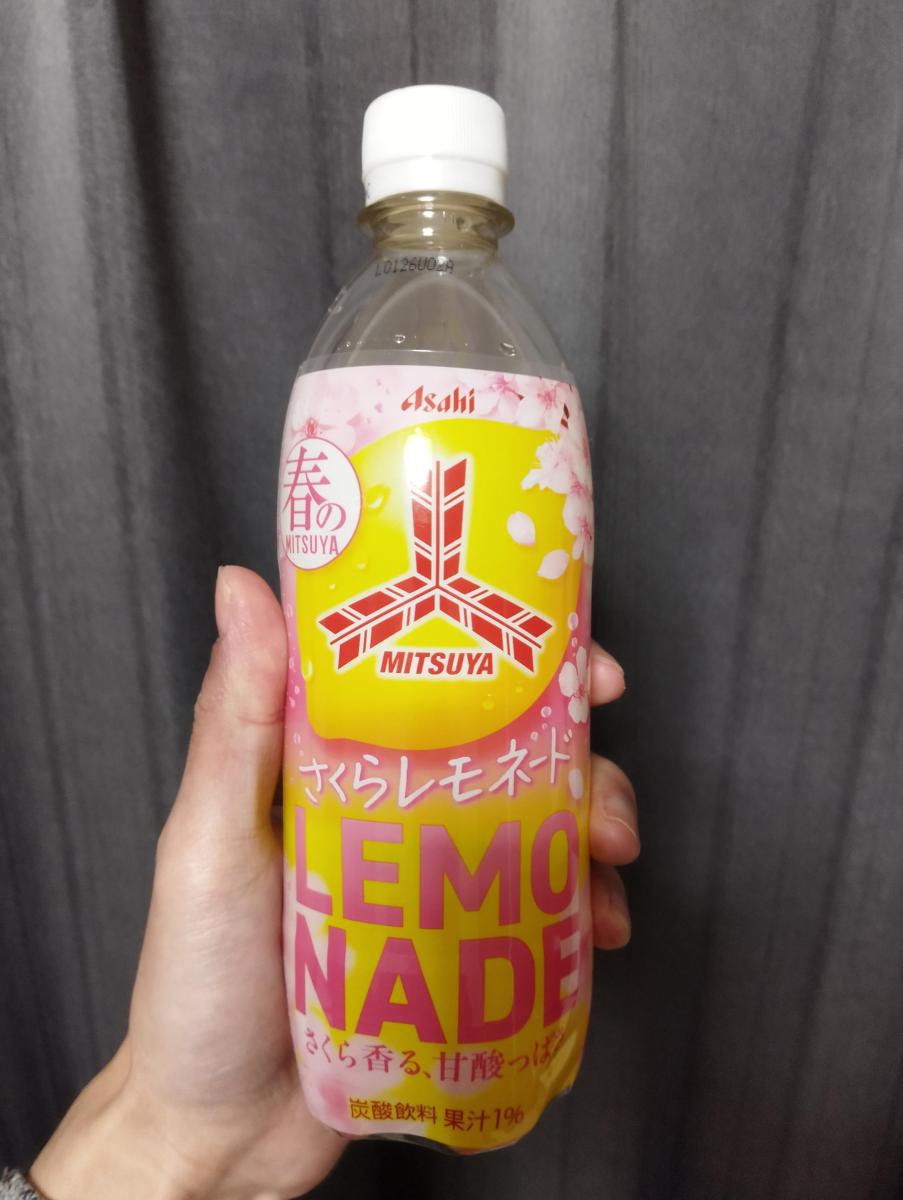 L0126U02A
Asahi
春の
MITSUYA
MITSUYA
さくらレモネード
LEMO
NADE
さくら香る、甘酸っぱ
炭酸飲料 果汁1%